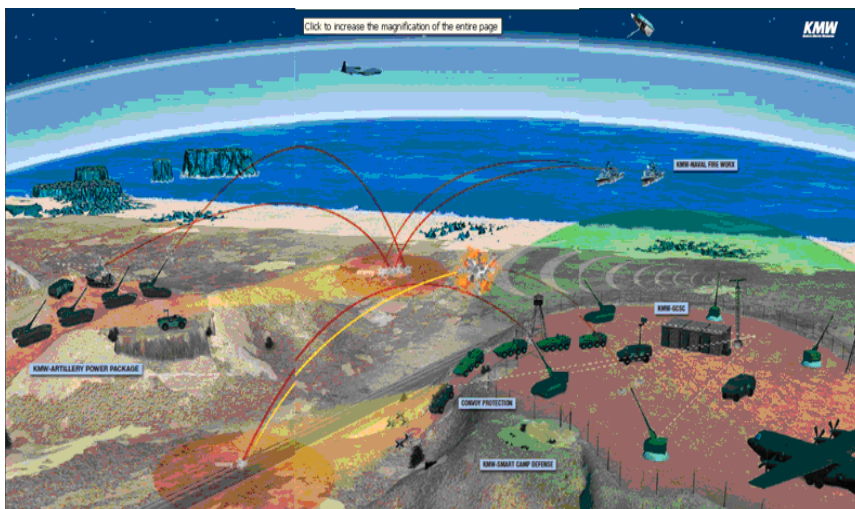 Click to increase the magnification of the entire page
KMW
KMW-NAVAL FIRE WORX
KMW-GCSC
KMW-ARTILLERY POWER PACKAGE
CONVOY PROTECTION
KMW-SMART CAMP DEFENSE